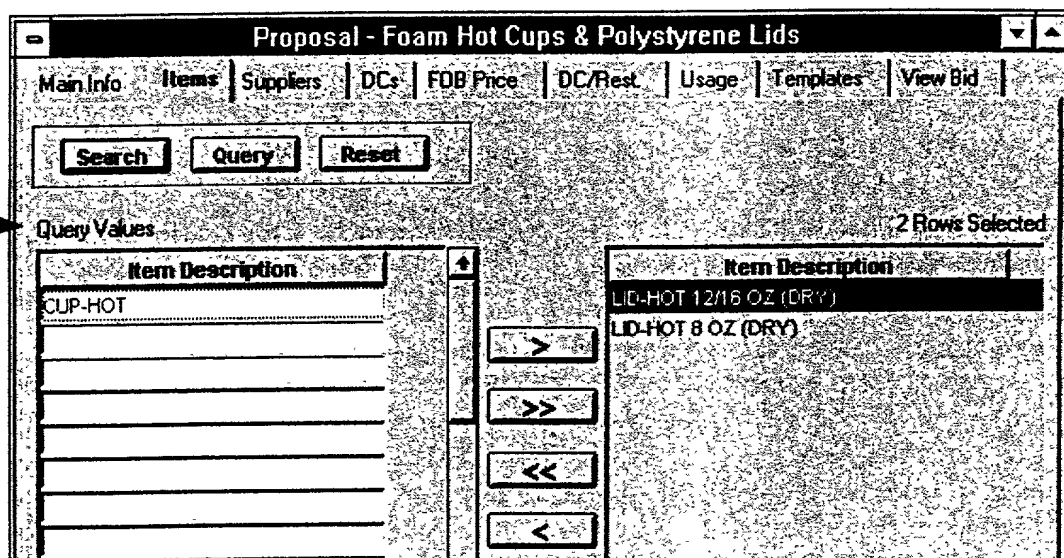 Proposal - Foam Hot Cups & Polystyrene Lids
Main Info Items Suppliers DCs FOB Price DC/Rest. Usage Templates View Bid
Search Query Reset
Query Values 2 Rows Selected
Item Description Item Description
CUP-HOT LID-HOT 12/16 OZ (DRY)
LID-HOT 8 OZ (DRY)
>
>>
<<
<